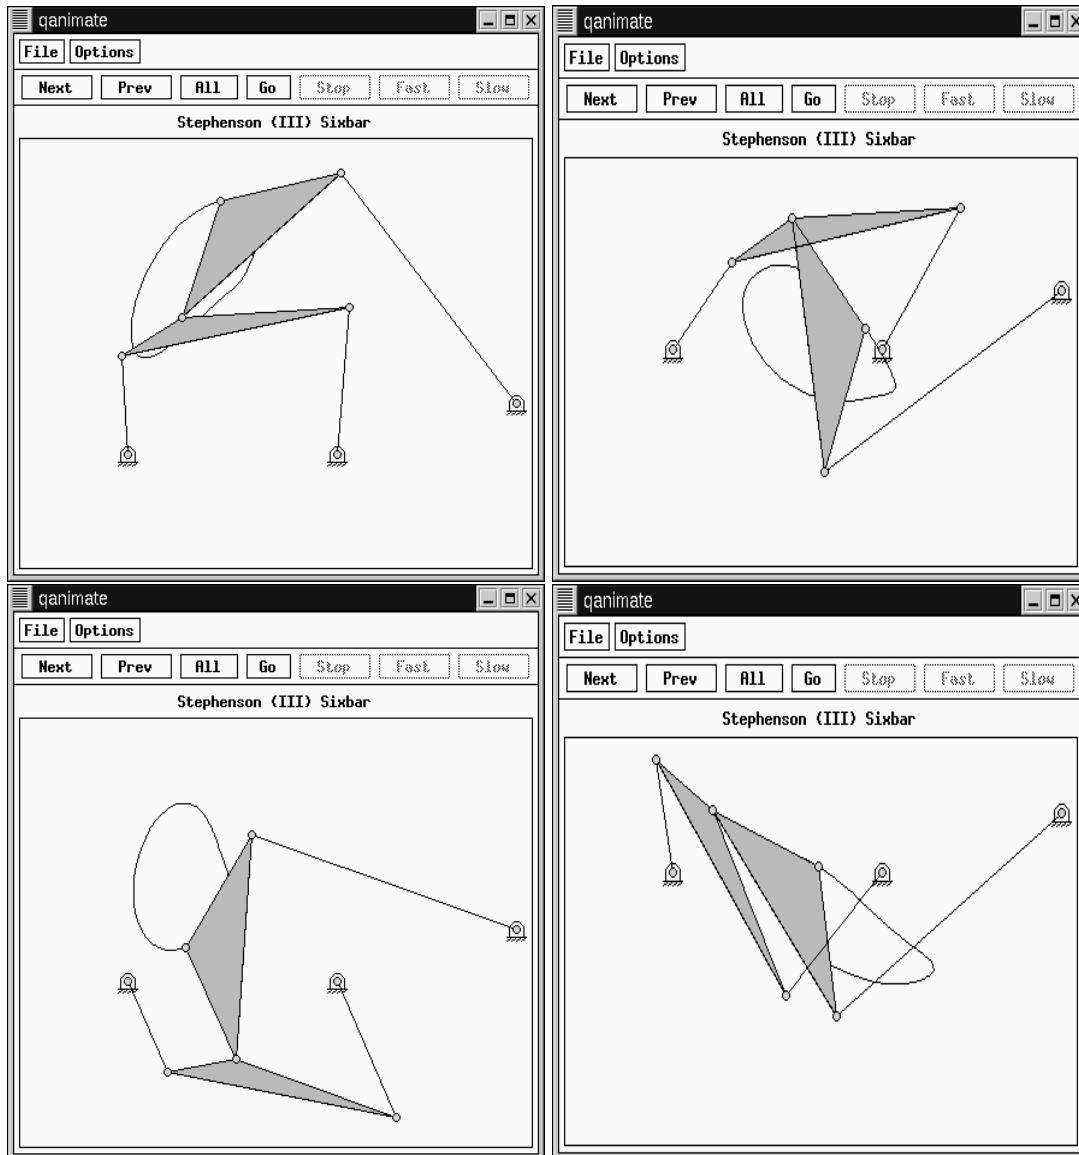 qanimate
File Options
Next Prev All Go Stop Fast Slow
Stephenson (III) Sixbar
qanimate
File Options
Next Prev All Go Stop Fast Slow
Stephenson (III) Sixbar
qanimate
File Options
Next Prev All Go Stop Fast Slow
Stephenson (III) Sixbar
qanimate
File Options
Next Prev All Go Stop Fast Slow
Stephenson (III) Sixbar